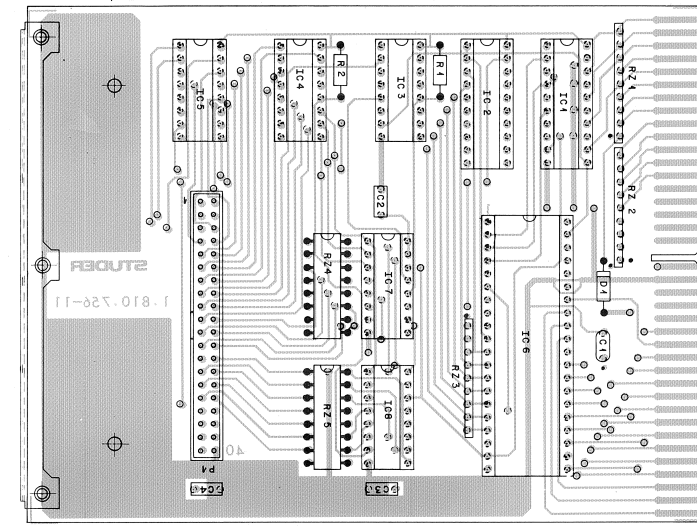 IC5
IC4
R2
IC3
R1
IC2
IC1
RZ1
RZ2
C2
1
STUDER
1.810.756-11
RZ4
IC7
IC6
D1
C1
RZ3
RZ5
IC8
40
P1
C4
C3